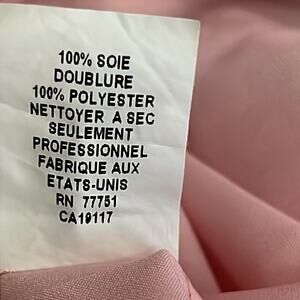 100% SOIE
DOUBLURE
100% POLYESTER
NETTOYER A SEC
SEULEMENT
PROFESSIONNEL
FABRIQUE AUX
ETATS-UNIS
RN 77751
CA19117